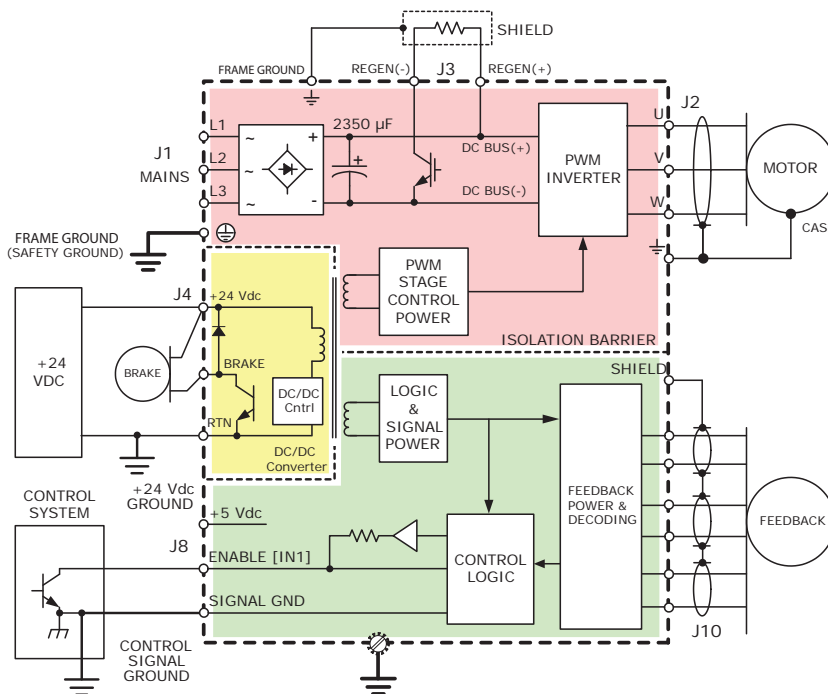 SHIELD
FRAME GROUND
REGEN(-)
J3
REGEN(+)
J1
MAINS
L1
L2
L3
~
~
~
+
-
2350 µF
+
DC BUS(+)
DC BUS(-)
PWM
INVERTER
U
V
W
J2
MOTOR
CAS
FRAME GROUND
(SAFETY GROUND)
PWM
STAGE
CONTROL
POWER
ISOLATION BARRIER
J4
+24 Vdc
+24
VDC
BRAKE
BRAKE
RTN
DC/DC
Cntrl
DC/DC
Converter
+24 Vdc
GROUND
LOGIC
&
SIGNAL
POWER
SHIELD
FEEDBACK
POWER &
DECODING
FEEDBACK
J10
CONTROL
SYSTEM
+5 Vdc
J8
ENABLE [IN1]
SIGNAL GND
CONTROL
LOGIC
CONTROL
SIGNAL
GROUND